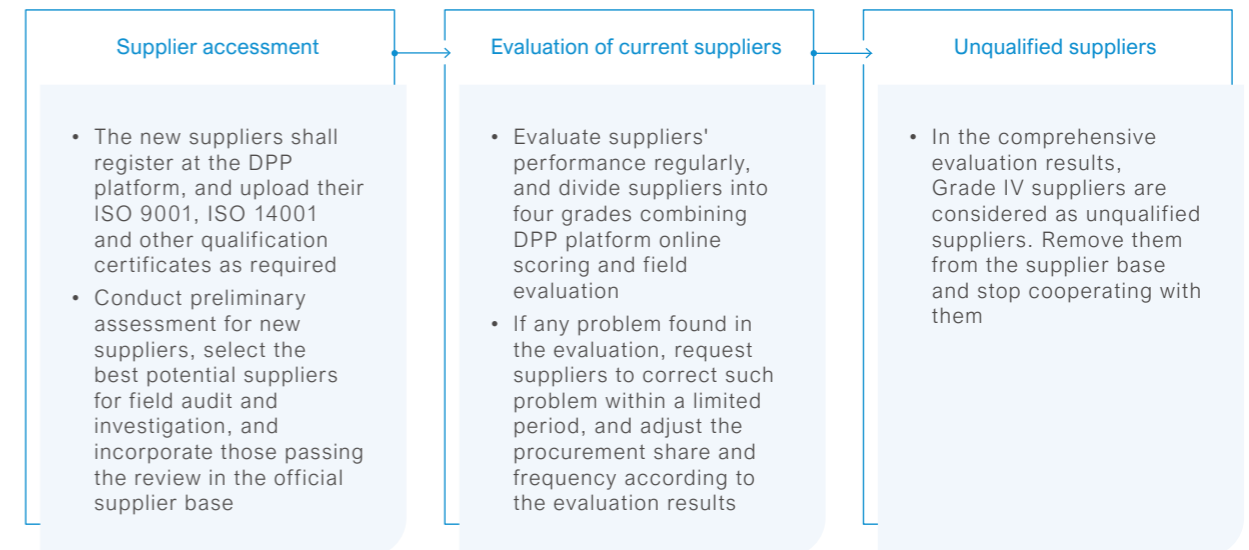 Supplier accessment
• The new suppliers shall
register at the DPP
platform, and upload their
ISO 9001, ISO 14001
and other qualification
certificates as required
• Conduct preliminary
assessment for new
suppliers, select the
best potential suppliers
for field audit and
investigation, and
incorporate those passing
the review in the official
supplier base
Evaluation of current suppliers
• Evaluate suppliers'
performance regularly,
and divide suppliers into
four grades combining
DPP platform online
scoring and field
evaluation
• If any problem found in
the evaluation, request
suppliers to correct such
problem within a limited
period, and adjust the
procurement share and
frequency according to
the evaluation results
Unqualified suppliers
• In the comprehensive
evaluation results,
Grade IV suppliers are
considered as unqualified
suppliers. Remove them
from the supplier base
and stop cooperating with
them